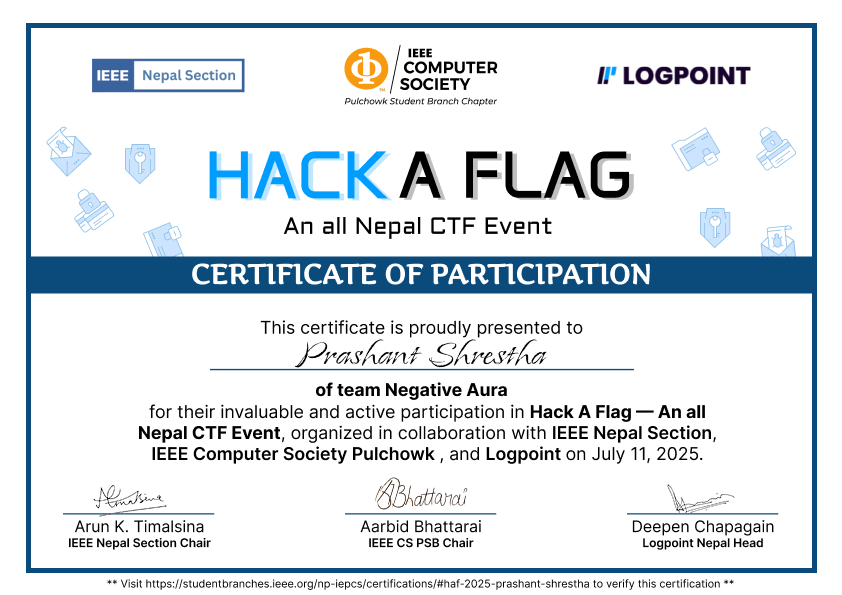 IEEE Nepal Section
IEEE
COMPUTER
SOCIETY
TM
Pulchowk Student Branch Chapter
LOGPOINT
HACK A FLAG
An all Nepal CTF Event
CERTIFICATE OF PARTICIPATION
This certificate is proudly presented to
Prashant Shrestha
of team Negative Aura
for their invaluable and active participation in Hack A Flag — An all
Nepal CTF Event, organized in collaboration with IEEE Nepal Section,
IEEE Computer Society Pulchowk , and Logpoint on July 11, 2025.
ABhattarai
Arun K. Timalsina
IEEE Nepal Section Chair
Aarbid Bhattarai
IEEE CS PSB Chair
Deepen Chapagain
Logpoint Nepal Head
** Visit https://studentbranches.ieee.org/np-iepcs/certifications/#haf-2025-prashant-shrestha to verify this certification **